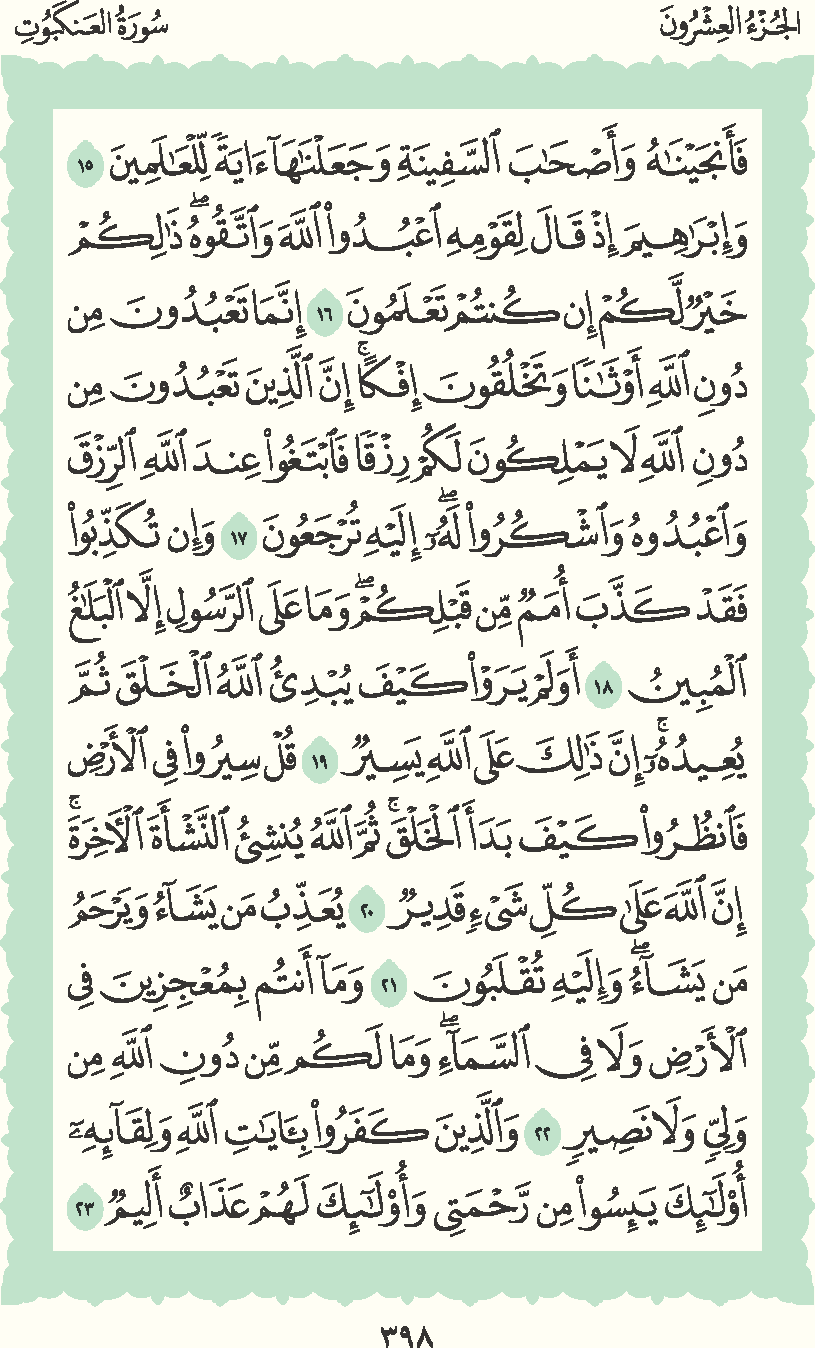 الجُزْءُ العِشْرُونَ
سُورَةُ العَنكَبُوتِ
فَأَنجَيْنَـٰهُ وَأَصْحَـٰبَ ٱلسَّفِينَةِ وَجَعَلْنَـٰهَآ ءَايَةً لِّلْعَـٰلَمِينَ ١٥
وَإِبْرَٰهِيمَ إِذْ قَالَ لِقَوْمِهِ ٱعْبُدُوا۟ ٱللَّهَ وَٱتَّقُوهُ ۖ ذَٰلِكُمْ
خَيْرٌ لَّكُمْ إِن كُنتُمْ تَعْلَمُونَ ١٦ إِنَّمَا تَعْبُدُونَ مِن
دُونِ ٱللَّهِ أَوْثَـٰنًا وَتَخْلُقُونَ إِفْكًا ۚ إِنَّ ٱلَّذِينَ تَعْبُدُونَ مِن
دُونِ ٱللَّهِ لَا يَمْلِكُونَ لَكُمْ رِزْقًا فَٱبْتَغُوا۟ عِندَ ٱللَّهِ ٱلرِّزْقَ
وَٱعْبُدُوهُ وَٱشْكُرُوا۟ لَهُۥٓ ۖ إِلَيْهِ تُرْجَعُونَ ١٧ وَإِن تُكَذِّبُوا۟
فَقَدْ كَذَّبَ أُمَمٌ مِّن قَبْلِكُمْ ۖ وَمَا عَلَى ٱلرَّسُولِ إِلَّا ٱلْبَلَـٰغُ
ٱلْمُبِينُ ١٨ أَوَلَمْ يَرَوْا۟ كَيْفَ يُبْدِئُ ٱللَّهُ ٱلْخَلْقَ ثُمَّ
يُعِيدُهُۥٓ ۚ إِنَّ ذَٰلِكَ عَلَى ٱللَّهِ يَسِيرٌ ١٩ قُلْ سِيرُوا۟ فِى ٱلْأَرْضِ
فَٱنظُرُوا۟ كَيْفَ بَدَأَ ٱلْخَلْقَ ۚ ثُمَّ ٱللَّهُ يُنشِئُ ٱلنَّشْأَةَ ٱلْـَٔاخِرَةَ ۚ
إِنَّ ٱللَّهَ عَلَىٰ كُلِّ شَىْءٍ قَدِيرٌ ٢٠ يُعَذِّبُ مَن يَشَآءُ وَيَرْحَمُ
مَن يَشَآءُ ۖ وَإِلَيْهِ تُقْلَبُونَ ٢١ وَمَآ أَنتُم بِمُعْجِزِينَ فِى
ٱلْأَرْضِ وَلَا فِى ٱلسَّمَآءِ ۖ وَمَا لَكُم مِّن دُونِ ٱللَّهِ مِن
وَلِىٍّ وَلَا نَصِيرٍ ٢٢ وَٱلَّذِينَ كَفَرُوا۟ بِـَٔايَـٰتِ ٱللَّهِ وَلِقَآئِهِۦٓ
أُو۟لَـٰٓئِكَ يَئِسُوا۟ مِن رَّحْمَتِى وَأُو۟لَـٰٓئِكَ لَهُمْ عَذَابٌ أَلِيمٌ ٢٣
٣٩٨